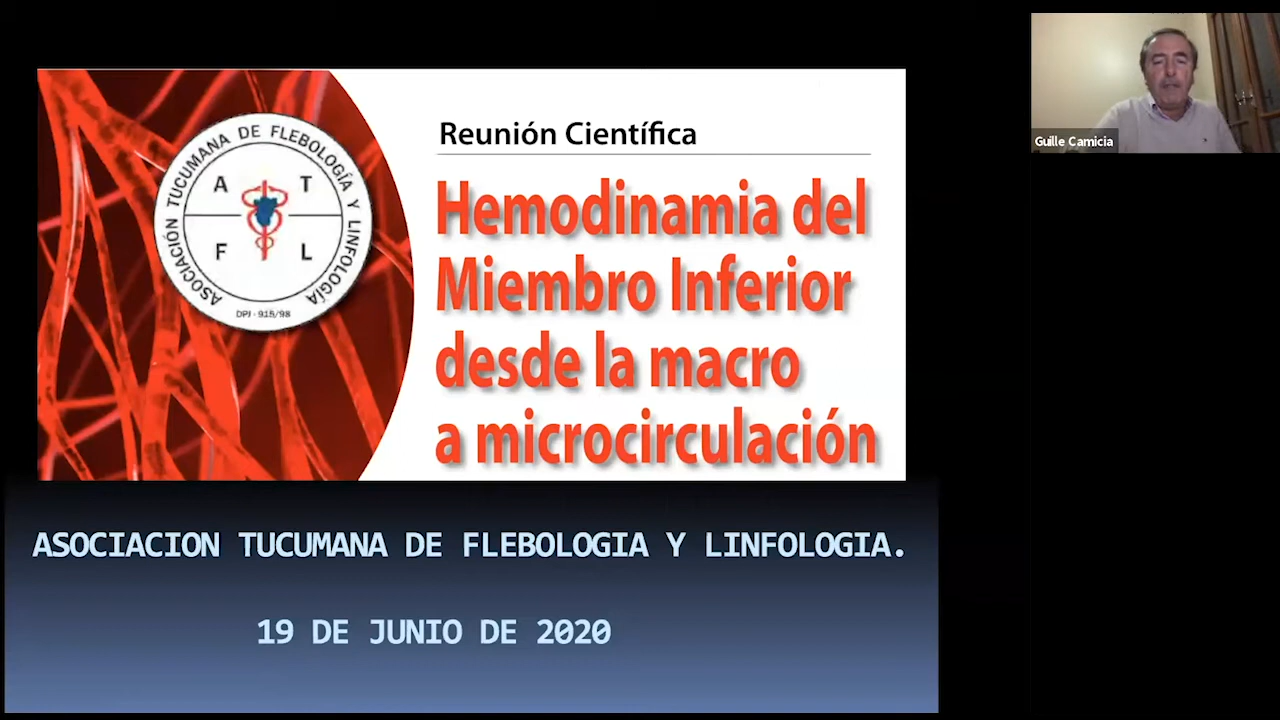 ASOCIACIÓN TUCUMANA DE FLEBOLOGÍA Y LINFOLOGÍA
A T
F L
DPJ - 915/98
Reunión Científica
Hemodinamia del
Miembro Inferior
desde la macro
a microcirculación
ASOCIACION TUCUMANA DE FLEBOLOGIA Y LINFOLOGIA.
19 DE JUNIO DE 2020
Guille Camicia